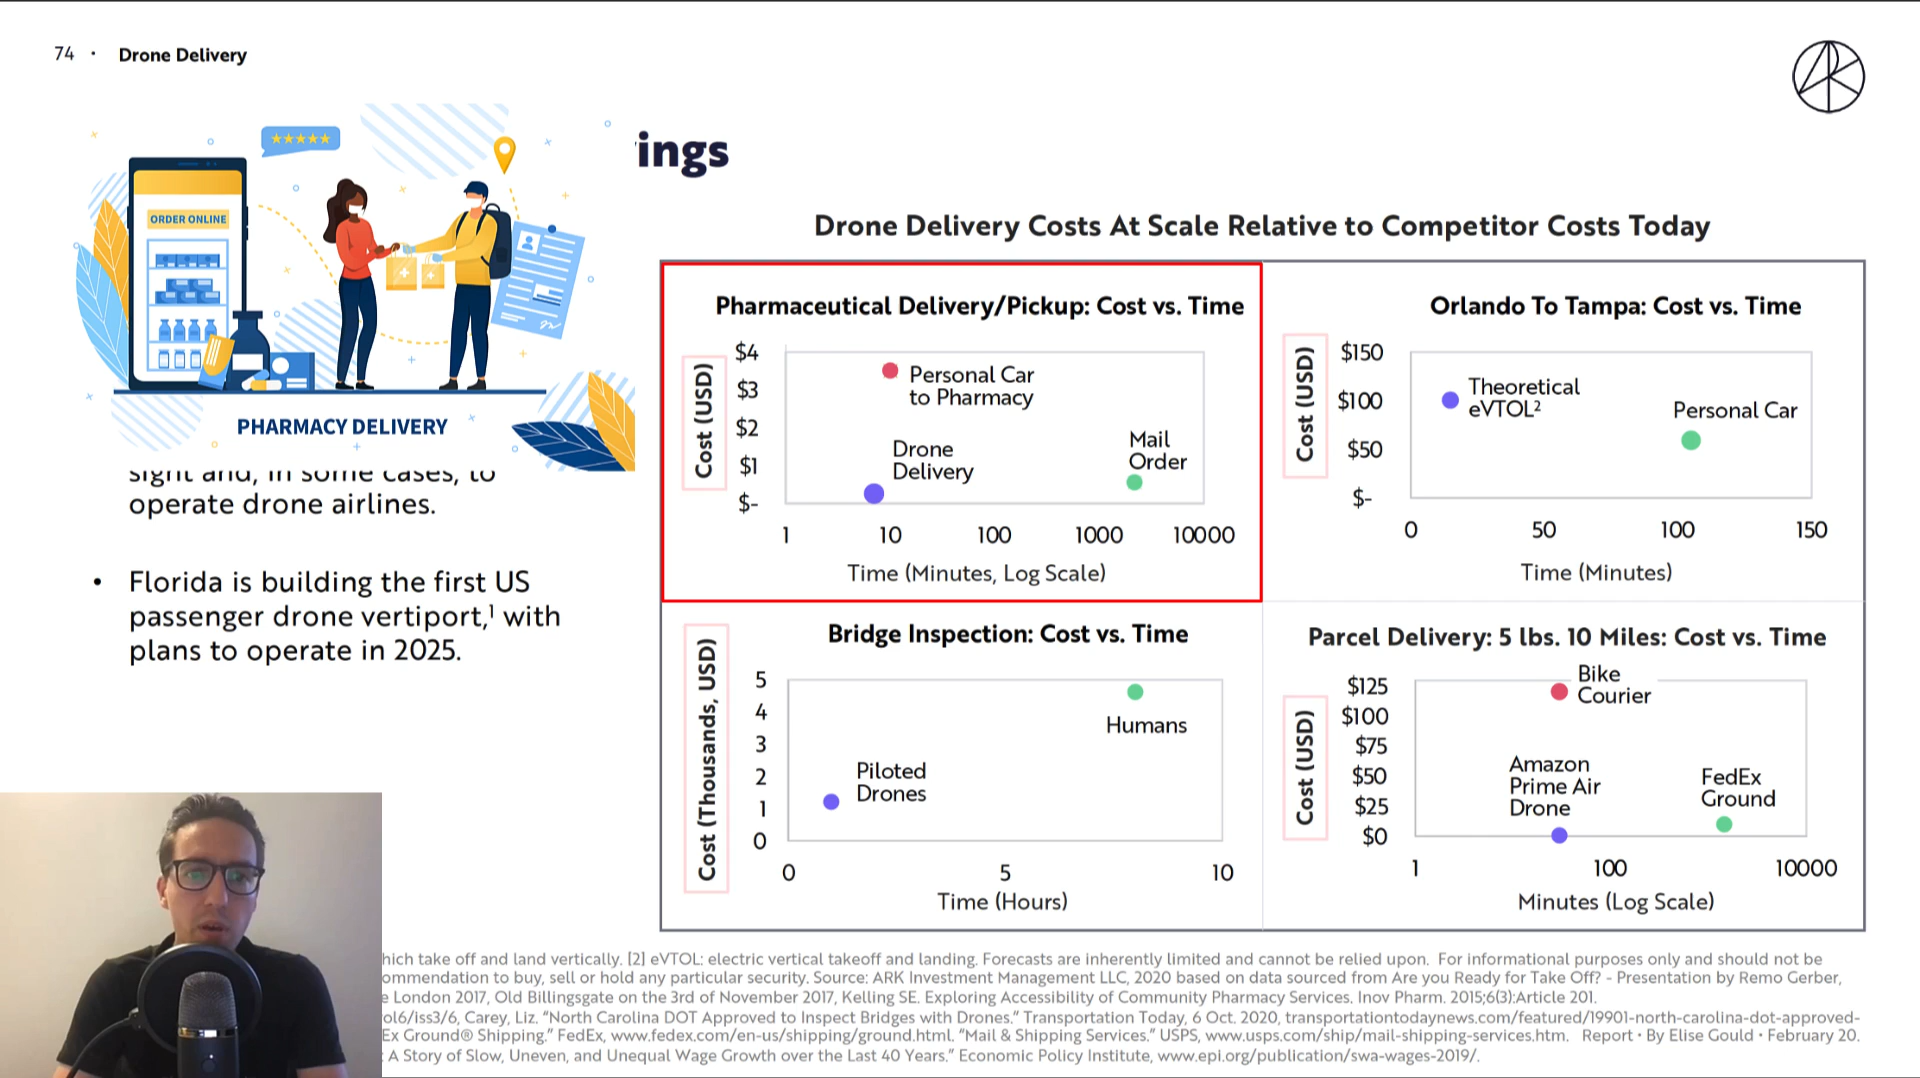 74 · Drone Delivery
ings
ORDER ONLINE
PHARMACY DELIVERY
operate drone airlines.
• Florida is building the first US
passenger drone vertiport,¹ with
plans to operate in 2025.
Drone Delivery Costs At Scale Relative to Competitor Costs Today
Pharmaceutical Delivery/Pickup: Cost vs. Time
Cost (USD)
$4
$3
$2
$1
$-
Personal Car
to Pharmacy
Drone
Delivery
Mail
Order
1 10 100 1000 10000
Time (Minutes, Log Scale)
Orlando To Tampa: Cost vs. Time
Cost (USD)
$150
$100
$50
$-
Theoretical
eVTOL²
Personal Car
0 50 100 150
Time (Minutes)
Bridge Inspection: Cost vs. Time
Cost (Thousands, USD)
5
4
3
2
1
0
Humans
Piloted
Drones
0 5 10
Time (Hours)
Parcel Delivery: 5 lbs. 10 Miles: Cost vs. Time
Cost (USD)
$125
$100
$75
$50
$25
$0
Bike
Courier
Amazon
Prime Air
Drone
FedEx
Ground
1 100 10000
Minutes (Log Scale)
hich take off and land vertically. [2] eVTOL: electric vertical takeoff and landing. Forecasts are inherently limited and cannot be relied upon. For informational purposes only and should not be
ommendation to buy, sell or hold any particular security. Source: ARK Investment Management LLC, 2020 based on data sourced from Are you Ready for Take Off? - Presentation by Remo Gerber,
e London 2017, Old Billingsgate on the 3rd of November 2017, Kelling SE. Exploring Accessibility of Community Pharmacy Services. Inov Pharm. 2015;6(3):Article 201.
ol6/iss3/6, Carey, Liz. “North Carolina DOT Approved to Inspect Bridges with Drones.” Transportation Today, 6 Oct. 2020, transportationtodaynews.com/featured/19901-north-carolina-dot-approved-
Ex Ground® Shipping.” FedEx, www.fedex.com/en-us/shipping/ground.html. “Mail & Shipping Services.” USPS, www.usps.com/ship/mail-shipping-services.htm. Report · By Elise Gould · February 20.
: A Story of Slow, Uneven, and Unequal Wage Growth over the Last 40 Years.” Economic Policy Institute, www.epi.org/publication/swa-wages-2019/.